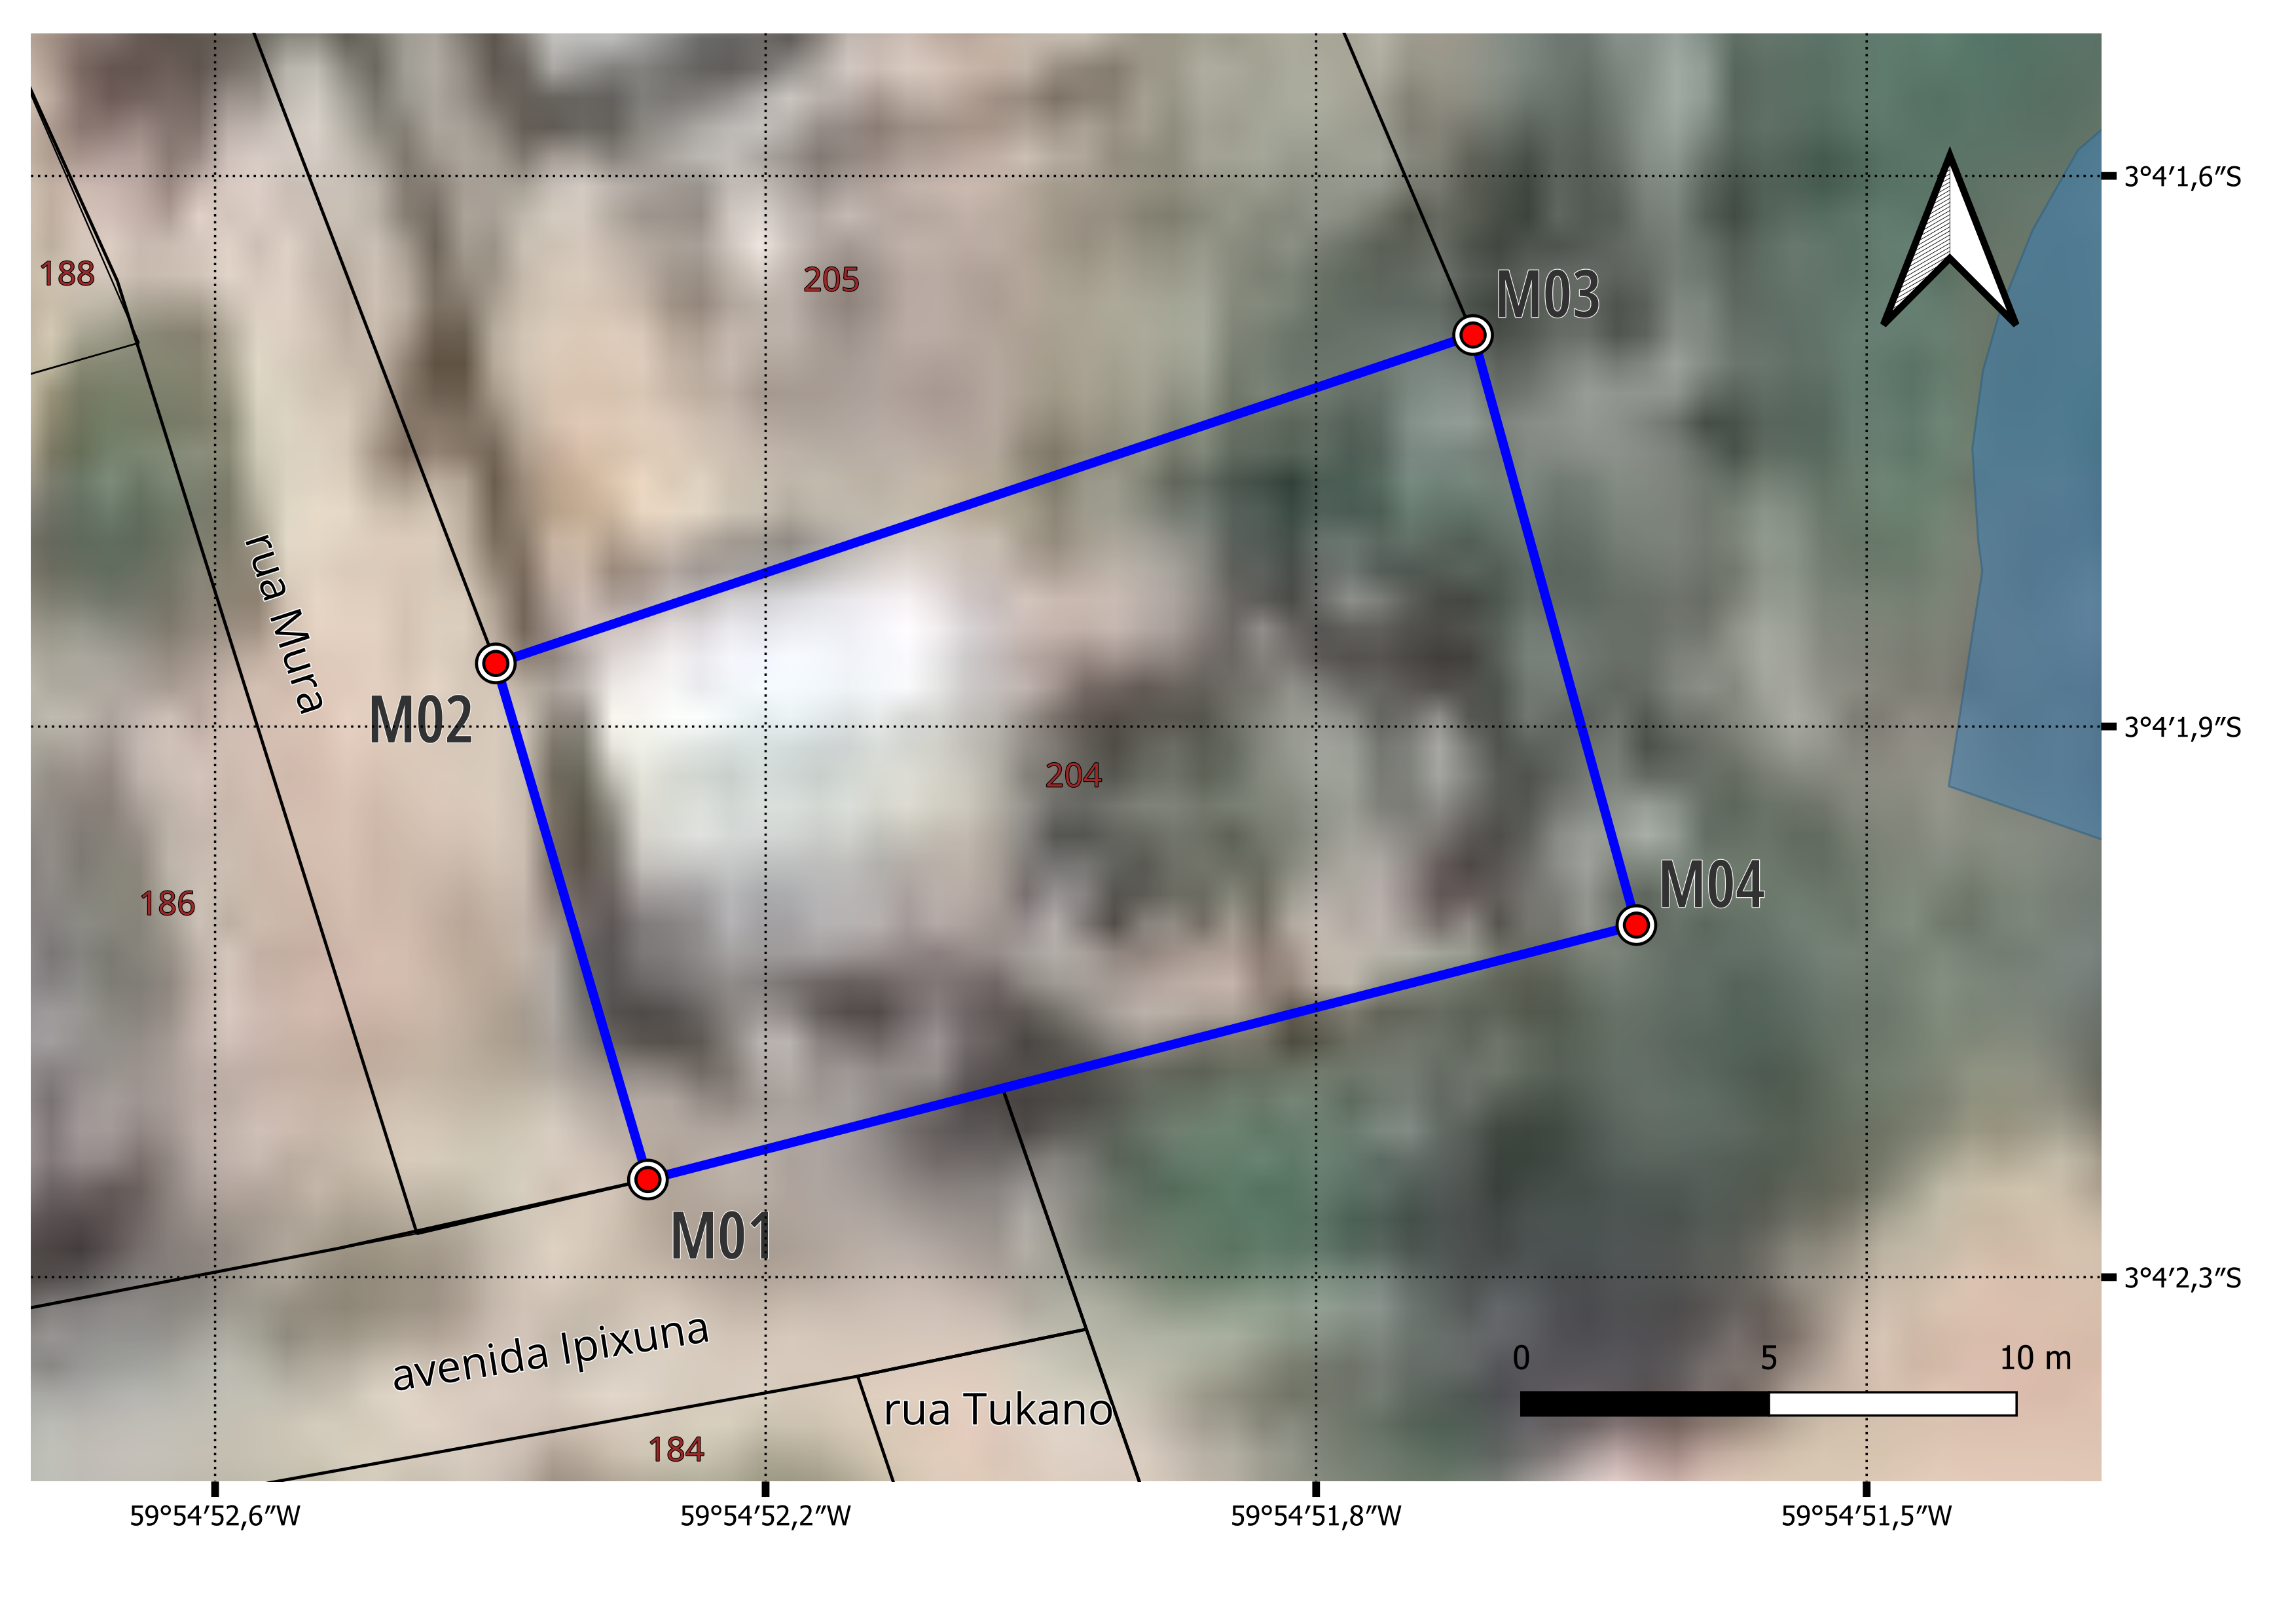 3°4′1,6″S
188
205
M03
rua Mura
M02
3°4′1,9″S
204
M04
186
M01
3°4′2,3″S
avenida Ipixuna
0 5 10 m
rua Tukano
184
59°54′52,6″W 59°54′52,2″W 59°54′51,8″W 59°54′51,5″W